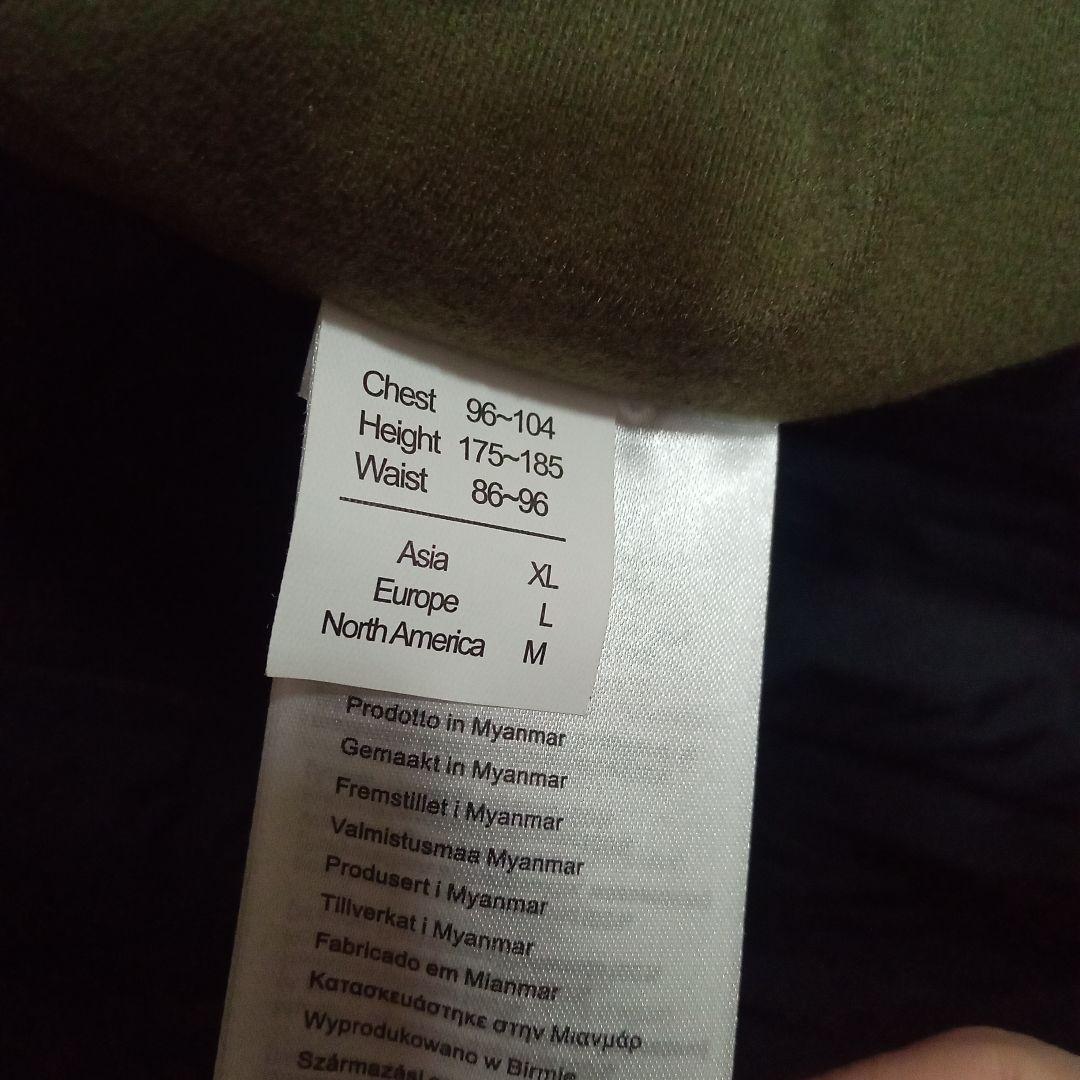 Chest 96~104
Height 175~185
Waist 86~96
Asia XL
Europe L
North America M
Prodotto in Myanmar
Gemaakt in Myanmar
Fremstillet i Myanmar
Valmistusmaa Myanmar
Produsert i Myanmar
Tillverkat i Myanmar
Fabricado em Mianmar
Κατασκευάστηκε στην Μιανμάρ
Wyprodukowano w Birmie
Származási